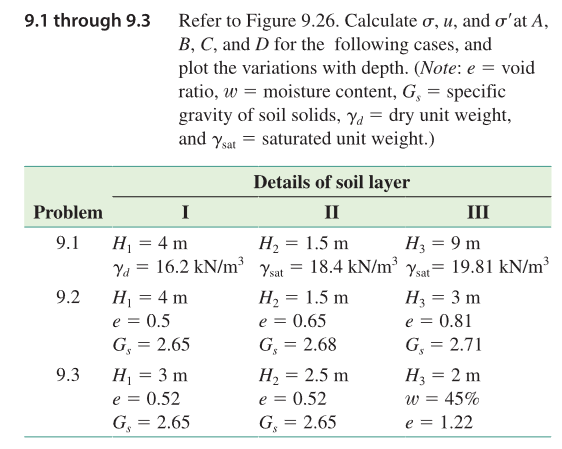 9.1 through 9.3 Refer to Figure 9.26. Calculate σ, u, and σ'at A,
B, C, and D for the following cases, and
plot the variations with depth. (Note: e = void
ratio, w = moisture content, Gₛ = specific
gravity of soil solids, γ_d = dry unit weight,
and γ_sat = saturated unit weight.)
Details of soil layer
Problem I II III
9.1 H₁ = 4 m H₂ = 1.5 m H₃ = 9 m
γ_d = 16.2 kN/m³ γ_sat = 18.4 kN/m³ γ_sat = 19.81 kN/m³
9.2 H₁ = 4 m H₂ = 1.5 m H₃ = 3 m
e = 0.5 e = 0.65 e = 0.81
Gₛ = 2.65 Gₛ = 2.68 Gₛ = 2.71
9.3 H₁ = 3 m H₂ = 2.5 m H₃ = 2 m
e = 0.52 e = 0.52 w = 45%
Gₛ = 2.65 Gₛ = 2.65 e = 1.22